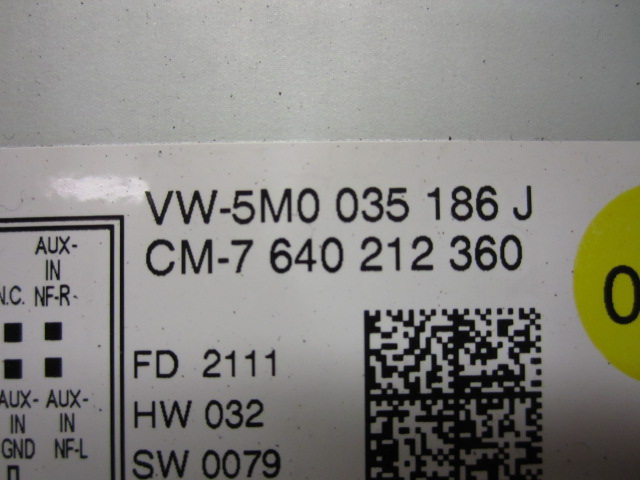 VW-5M0 035 186 J
CM-7 640 212 360
AUX-
IN
N.C. NF-R
FD 2111
HW 032
SW 0079
AUX- AUX-
IN IN
GND NF-L
0